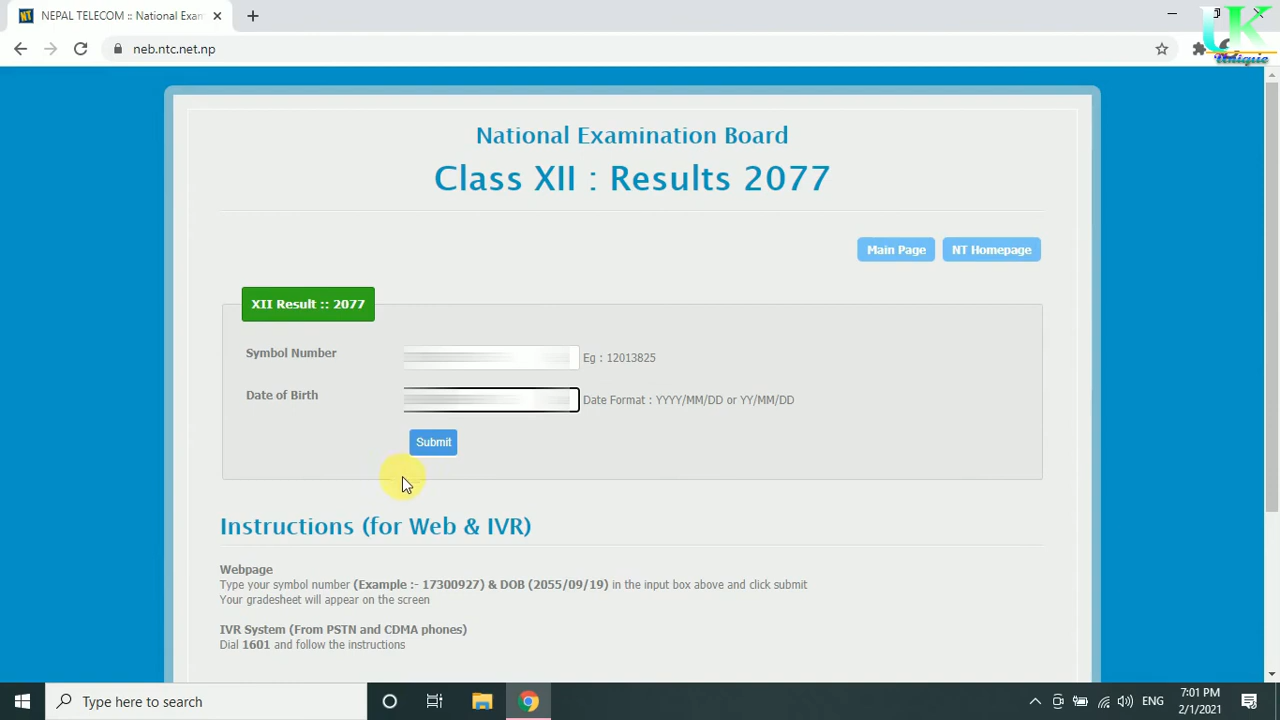 NEPAL TELECOM :: National Exam
neb.ntc.net.np
UK
Unique
National Examination Board
Class XII : Results 2077
Main Page NT Homepage
XII Result :: 2077
Symbol Number Eg : 12013825
Date of Birth Date Format : YYYY/MM/DD or YY/MM/DD
Submit
Instructions (for Web & IVR)
Webpage
Type your symbol number (Example :- 17300927) & DOB (2055/09/19) in the input box above and click submit
Your gradesheet will appear on the screen
IVR System (From PSTN and CDMA phones)
Dial 1601 and follow the instructions
Type here to search
ENG
7:01 PM
2/1/2021